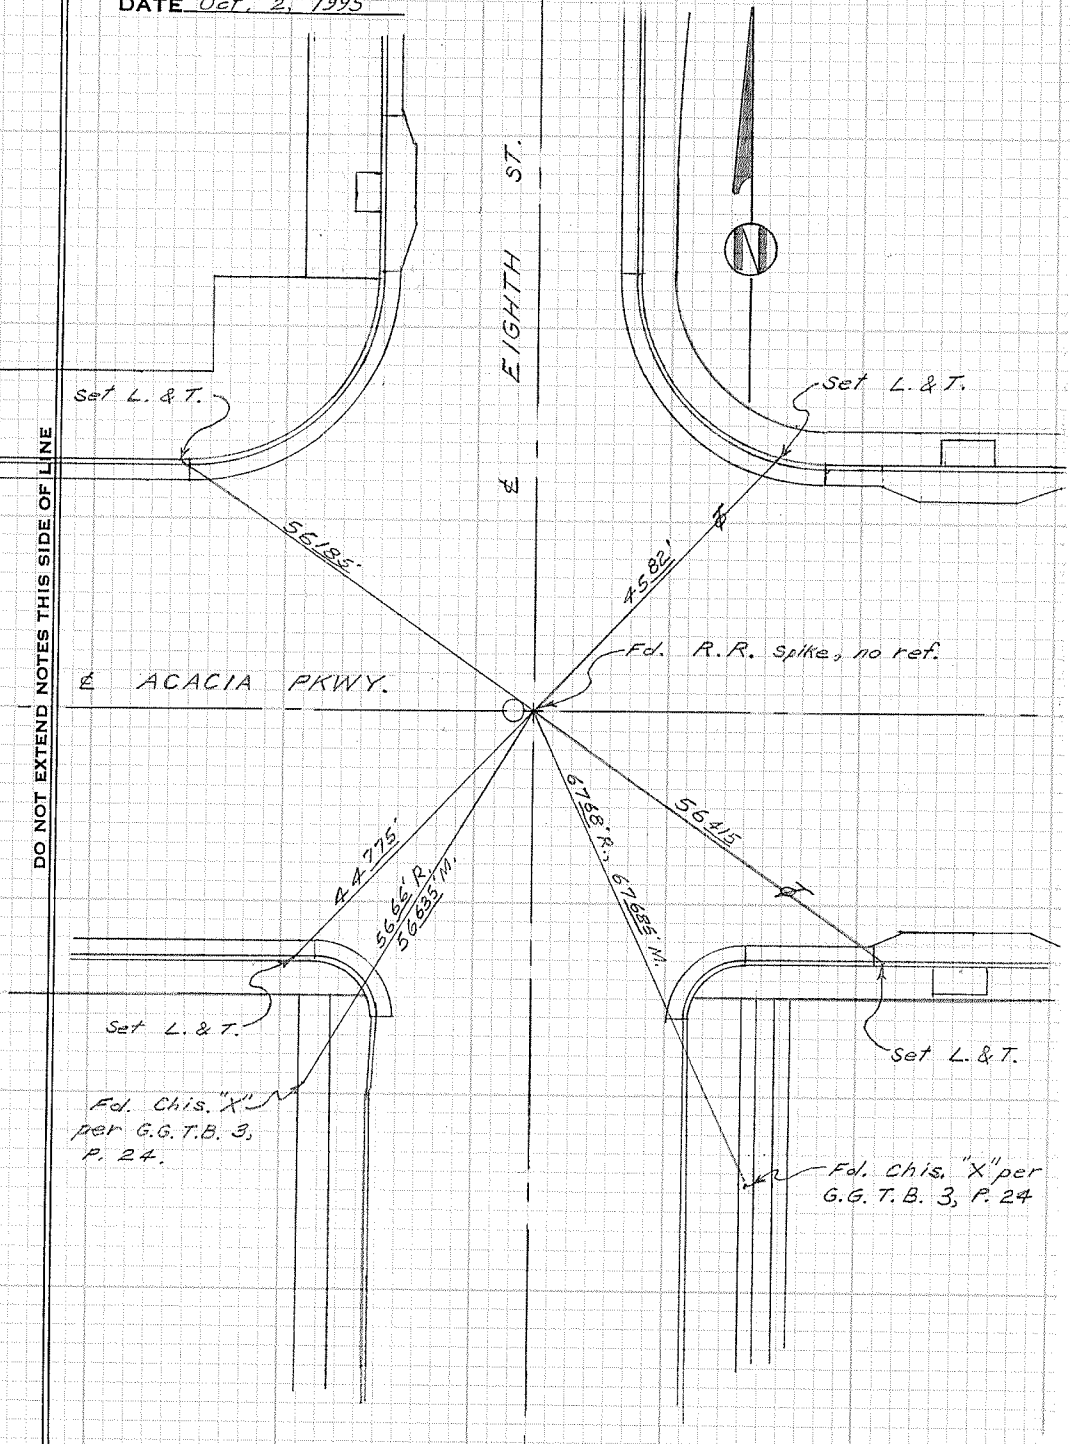 DATE Oct. 2, 1995
℄ EIGHTH ST.
Set L. & T.
Set L. & T.
56.185'
45.82'
DO NOT EXTEND NOTES THIS SIDE OF LINE
Fd. R.R. Spike, no ref.
℄ ACACIA PKWY.
44.775'
56.66' R.
56.635' M.
67.68' R., 67.685' M.
56.415
Set L. & T.
Set L. & T.
Fd. Chis. "X"
per G.G. T.B. 3,
P. 24.
Fd. Chis. "X" per
G.G. T.B. 3, P. 24
N